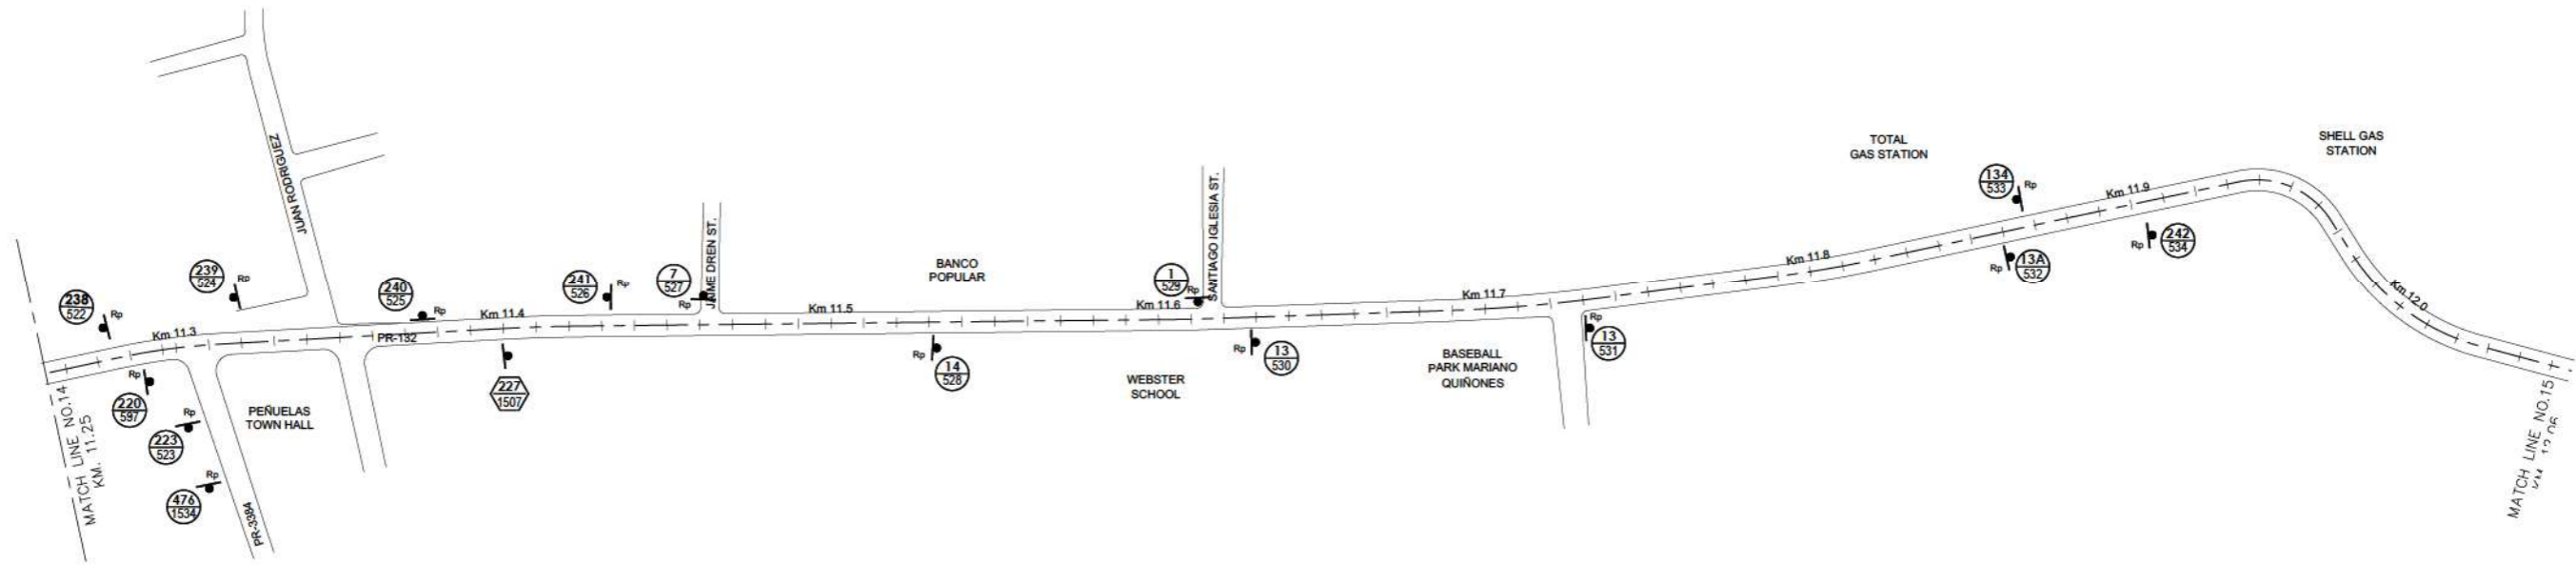 JUAN RODRIGUEZ
238
522
Rp
239
524
Rp
240
525
Rp
241
526
Rp
7
527
Rp
JAIME DREN ST.
BANCO
POPULAR
1
529
Rp
SANTIAGO IGLESIA ST.
TOTAL
GAS STATION
134
533
Rp
SHELL GAS
STATION
Km 11.3
PR-132
Km 11.4
Km 11.5
Km 11.6
Km 11.7
Km 11.8
Km 11.9
Km 12.0
MATCH LINE NO.14
KM. 11.25
Rp
220
597
Rp
223
523
Rp
476
1534
PR-3384
PEÑUELAS
TOWN HALL
227
1507
Rp
14
528
WEBSTER
SCHOOL
Rp
13
530
BASEBALL
PARK MARIANO
QUIÑONES
Rp
13
531
Rp
13A
532
Rp
242
534
MATCH LINE NO.15